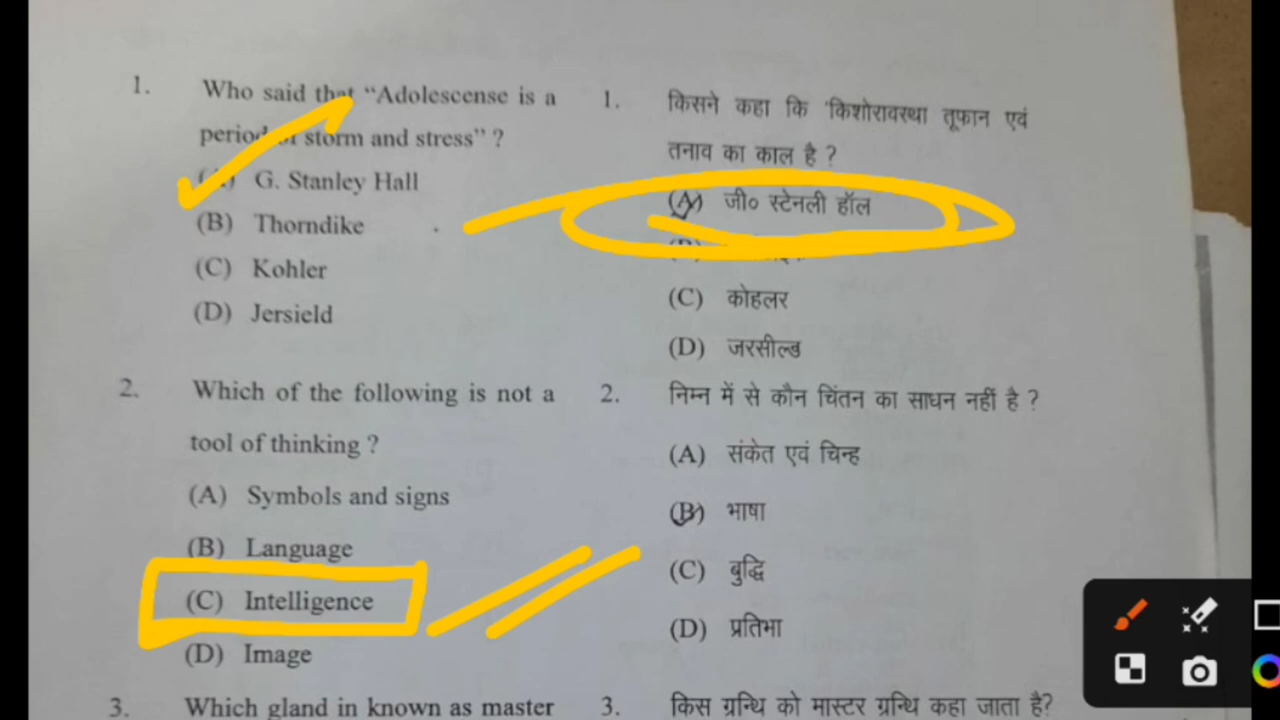 1. Who said that “Adolescense is a
period of storm and stress” ?
(A) G. Stanley Hall
(B) Thorndike
(C) Kohler
(D) Jersield
2. Which of the following is not a
tool of thinking ?
(A) Symbols and signs
(B) Language
(C) Intelligence
(D) Image
3. Which gland in known as master
1. किसने कहा कि ‘किशोरावस्था तूफान एवं
तनाव का काल है ?
(A) जी० स्टेनली हॉल
(B)
(C) कोहलर
(D) जरसील्ड
2. निम्न में से कौन चिंतन का साधन नहीं है ?
(A) संकेत एवं चिन्ह
(B) भाषा
(C) बुद्धि
(D) प्रतिभा
3. किस ग्रन्थि को मास्टर ग्रन्थि कहा जाता है?